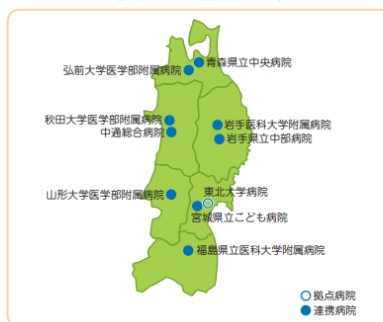 青森県立中央病院
弘前大学医学部附属病院
秋田大学医学部附属病院
岩手医科大学附属病院
中通総合病院
岩手県立中部病院
山形大学医学部附属病院
東北大学病院
宮城県立こども病院
福島県立医科大学附属病院
拠点病院
連携病院